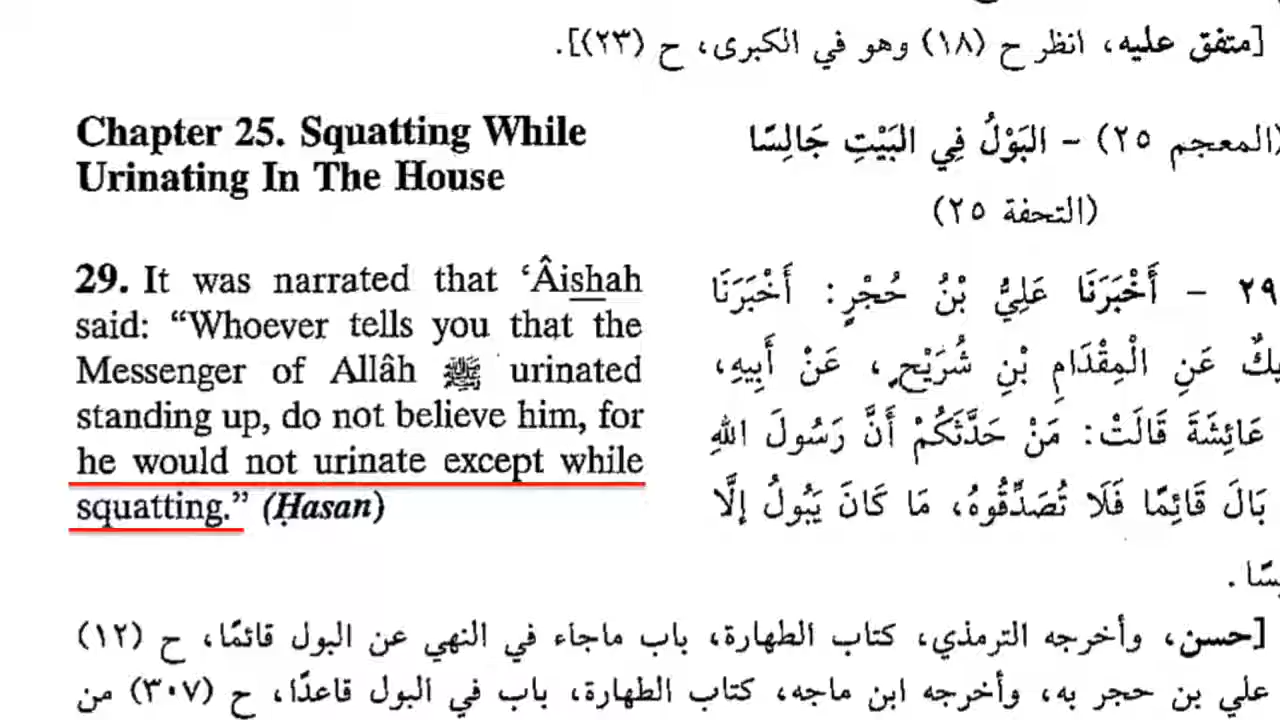 [متفق عليه، انظر ح (١٨) وهو في الكبرى، ح (٢٣)].
Chapter 25. Squatting While
Urinating In The House
29. It was narrated that ‘Âishah
said: “Whoever tells you that the
Messenger of Allâh ﷺ urinated
standing up, do not believe him, for
he would not urinate except while
squatting.” (Ḥasan)
(المعجم ٢٥) - البَوْلُ فِي البَيْتِ جَالِسًا
(التحفة ٢٥)
٢٩ - أَخْبَرَنَا عَلِيُّ بْنُ حُجْرٍ: أَخْبَرَنَا
عَنِ الْمِقْدَامِ بْنِ شُرَيْحٍ، عَنْ أَبِيهِ،
عَائِشَةَ قَالَتْ: مَنْ حَدَّثَكُمْ أَنَّ رَسُولَ اللهِ
بَالَ قَائِمًا فَلَا تُصَدِّقُوهُ، مَا كَانَ يَبُولُ إِلَّا
[حسن، وأخرجه الترمذي، كتاب الطهارة، باب ماجاء في النهي عن البول قائمًا، ح (١٢)
علي بن حجر به، وأخرجه ابن ماجه، كتاب الطهارة، باب في البول قاعدًا، ح (٣٠٧) من